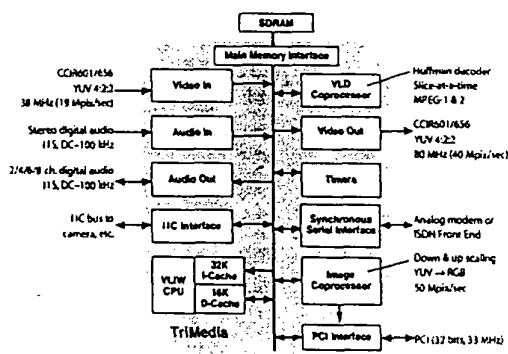 SDRAM
Main Memory Interface
CCIR601/656
YUV 4:2:2
38 MHz (19 Mpix/sec)
Video In
VLD
Coprocessor
Huffman decoder
Slice-at-a-time
MPEG-1 & 2
Stereo digital audio
I2S, DC-100 kHz
Audio In
Video Out
CCIR601/656
YUV 4:2:2
80 MHz (40 Mpix/sec)
2/4/6/8 ch. digital audio
I2S, DC-100 kHz
Audio Out
Timers
I2C bus to
camera, etc.
I2C Interface
Synchronous
Serial Interface
Analog modem or
ISDN Front End
VLIW
CPU
32K
I-Cache
16K
D-Cache
Image
Coprocessor
Down & up scaling
YUV → RGB
50 Mpix/sec
TriMedia
PCI Interface
PCI (32 bits, 33 MHz)